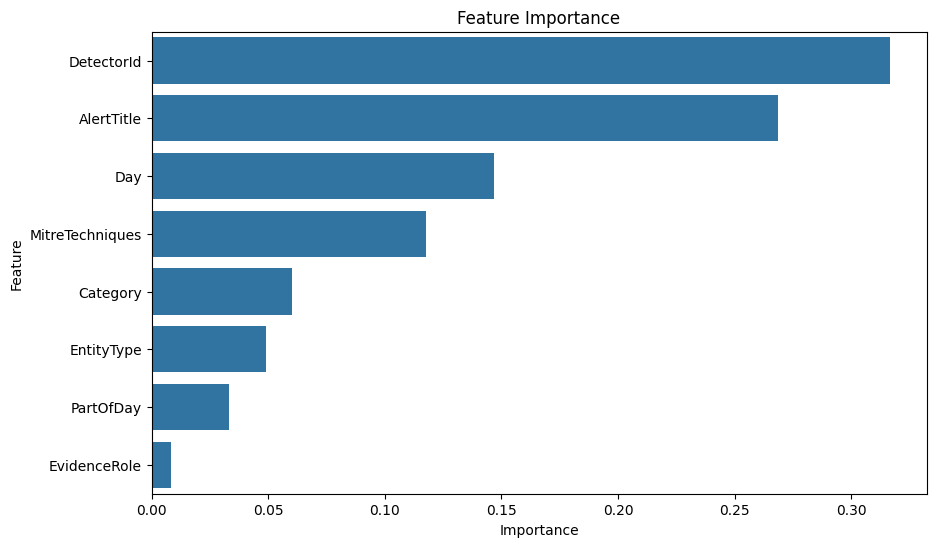 Feature Importance
DetectorId
AlertTitle
Day
MitreTechniques
Category
EntityType
PartOfDay
EvidenceRole
Feature
0.00 0.05 0.10 0.15 0.20 0.25 0.30
Importance